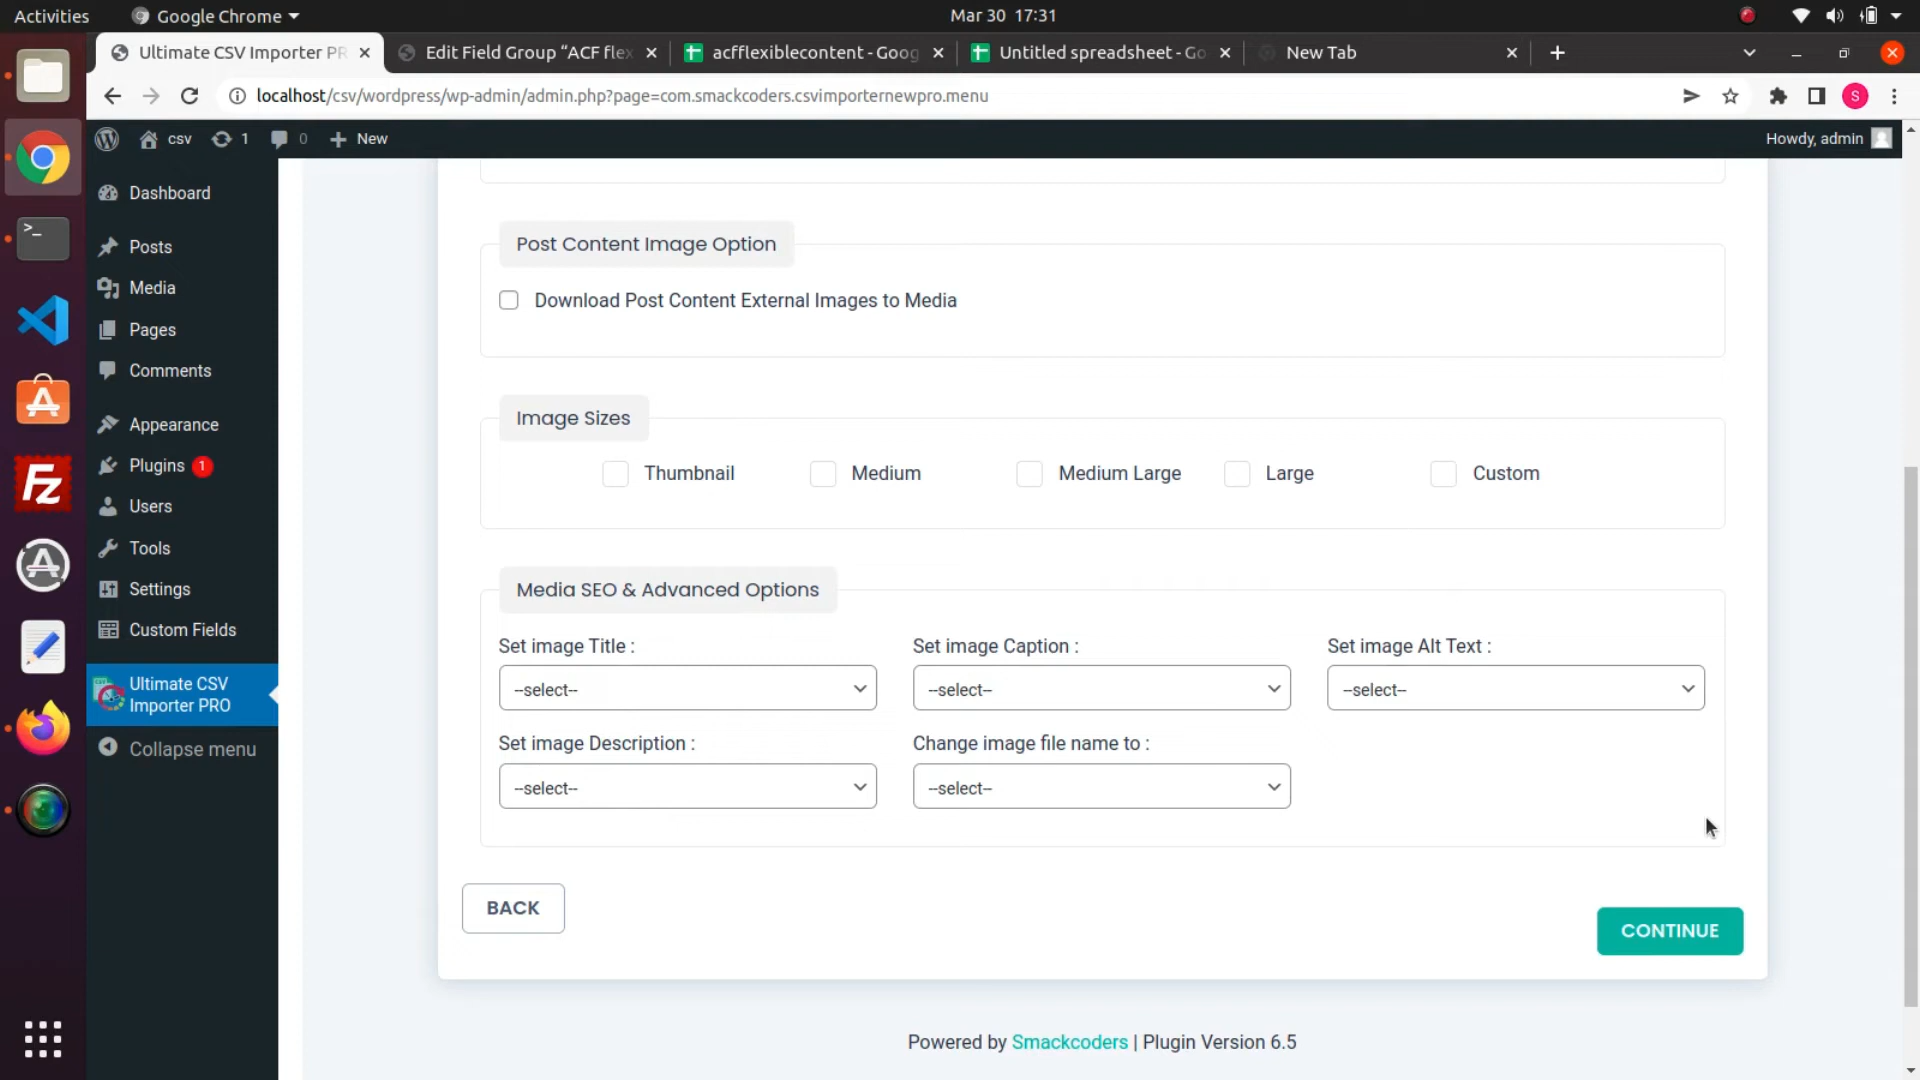 Activities
Google Chrome
Mar 30 17:31
Ultimate CSV Importer PR
Edit Field Group “ACF flex
acfflexiblecontent - Goog
Untitled spreadsheet - Go
New Tab
localhost/csv/wordpress/wp-admin/admin.php?page=com.smackcoders.csvimporternewpro.menu
S
csv
1
0
New
Howdy, admin
Dashboard
Posts
Media
Pages
Comments
Appearance
Plugins 1
Users
Tools
Settings
Custom Fields
Ultimate CSV
Importer PRO
Collapse menu
Post Content Image Option
Download Post Content External Images to Media
Image Sizes
Thumbnail Medium Medium Large Large Custom
Media SEO & Advanced Options
Set image Title : Set image Caption : Set image Alt Text :
--select-- --select-- --select--
Set image Description : Change image file name to :
--select-- --select--
BACK
CONTINUE
Powered by Smackcoders | Plugin Version 6.5